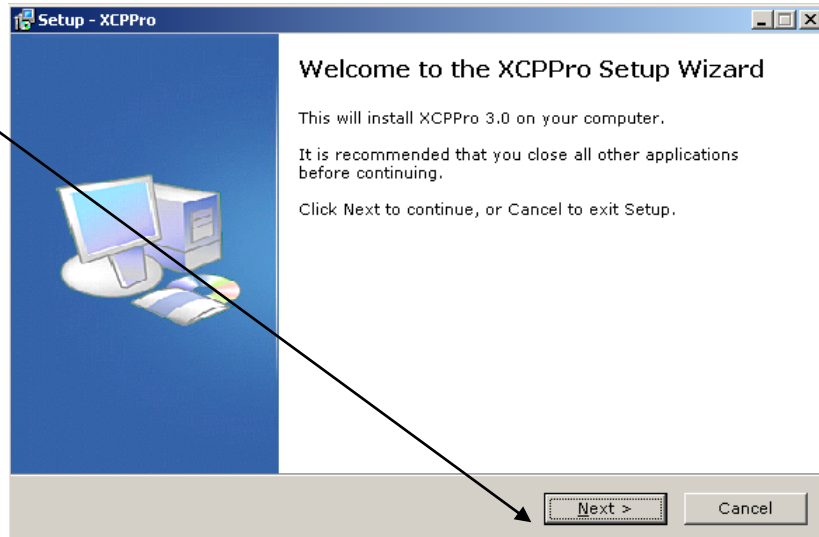 Setup - XCPPro
Welcome to the XCPPro Setup Wizard
This will install XCPPro 3.0 on your computer.
It is recommended that you close all other applications
before continuing.
Click Next to continue, or Cancel to exit Setup.
Next >
Cancel